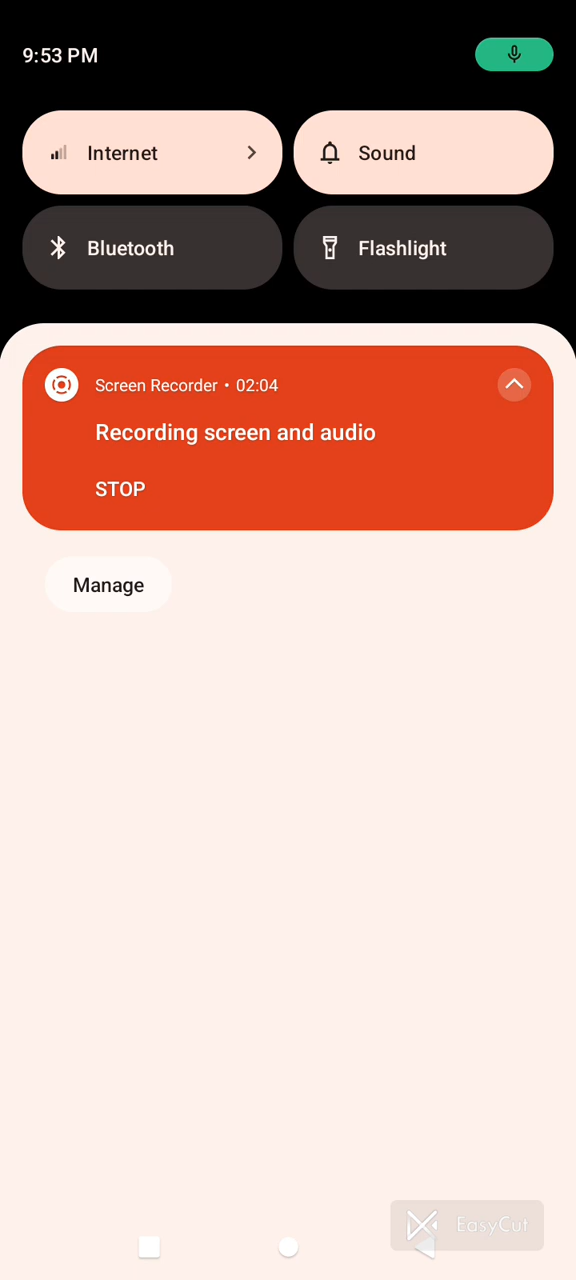 9:53 PM
Internet
Sound
Bluetooth
Flashlight
Screen Recorder • 02:04
Recording screen and audio
STOP
Manage
EasyCut